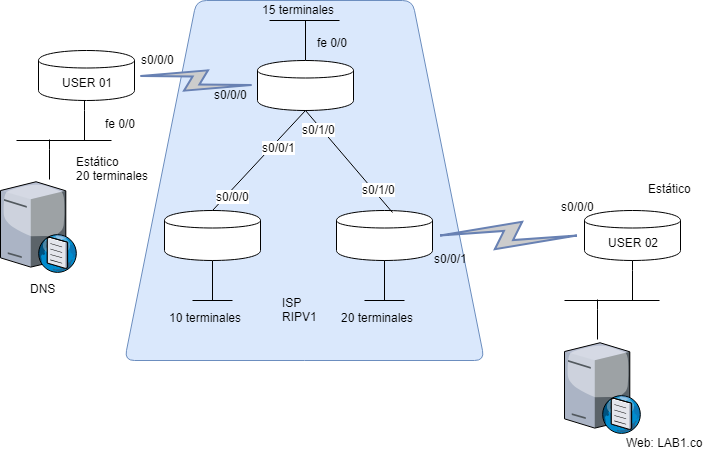 15 terminales
fe 0/0
s0/0/0
USER 01
s0/0/0
fe 0/0
s0/1/0
s0/0/1
Estático
20 terminales
s0/0/0
s0/1/0
Estático
s0/0/0
USER 02
s0/0/1
DNS
ISP
RIPV1
10 terminales
20 terminales
Web: LAB1.co